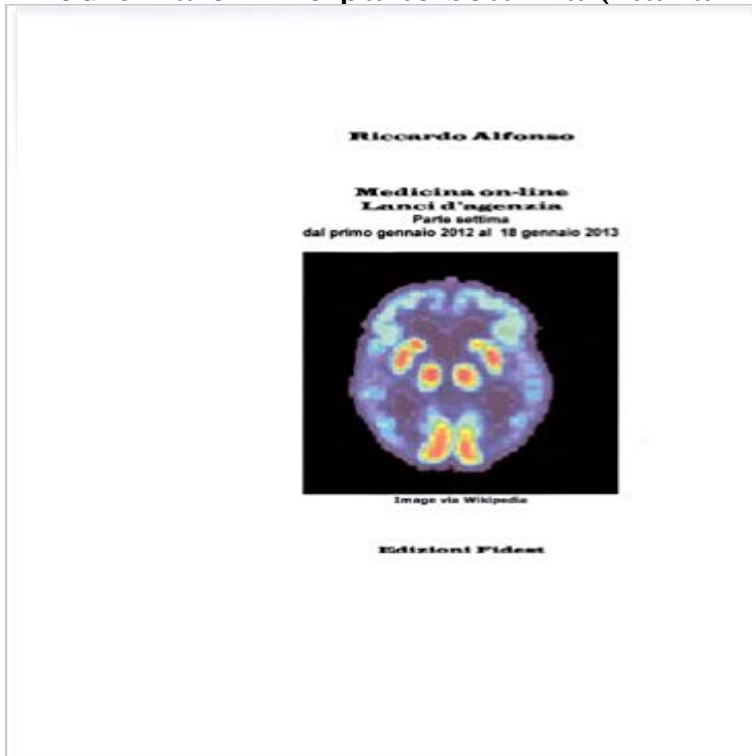 Riccardo Alfonso
Medicina on-line
Lanci d'agenzia
Parte settima
dal primo gennaio 2012 al 18 gennaio 2013
Image via Wikipedia
Edizioni Fidest